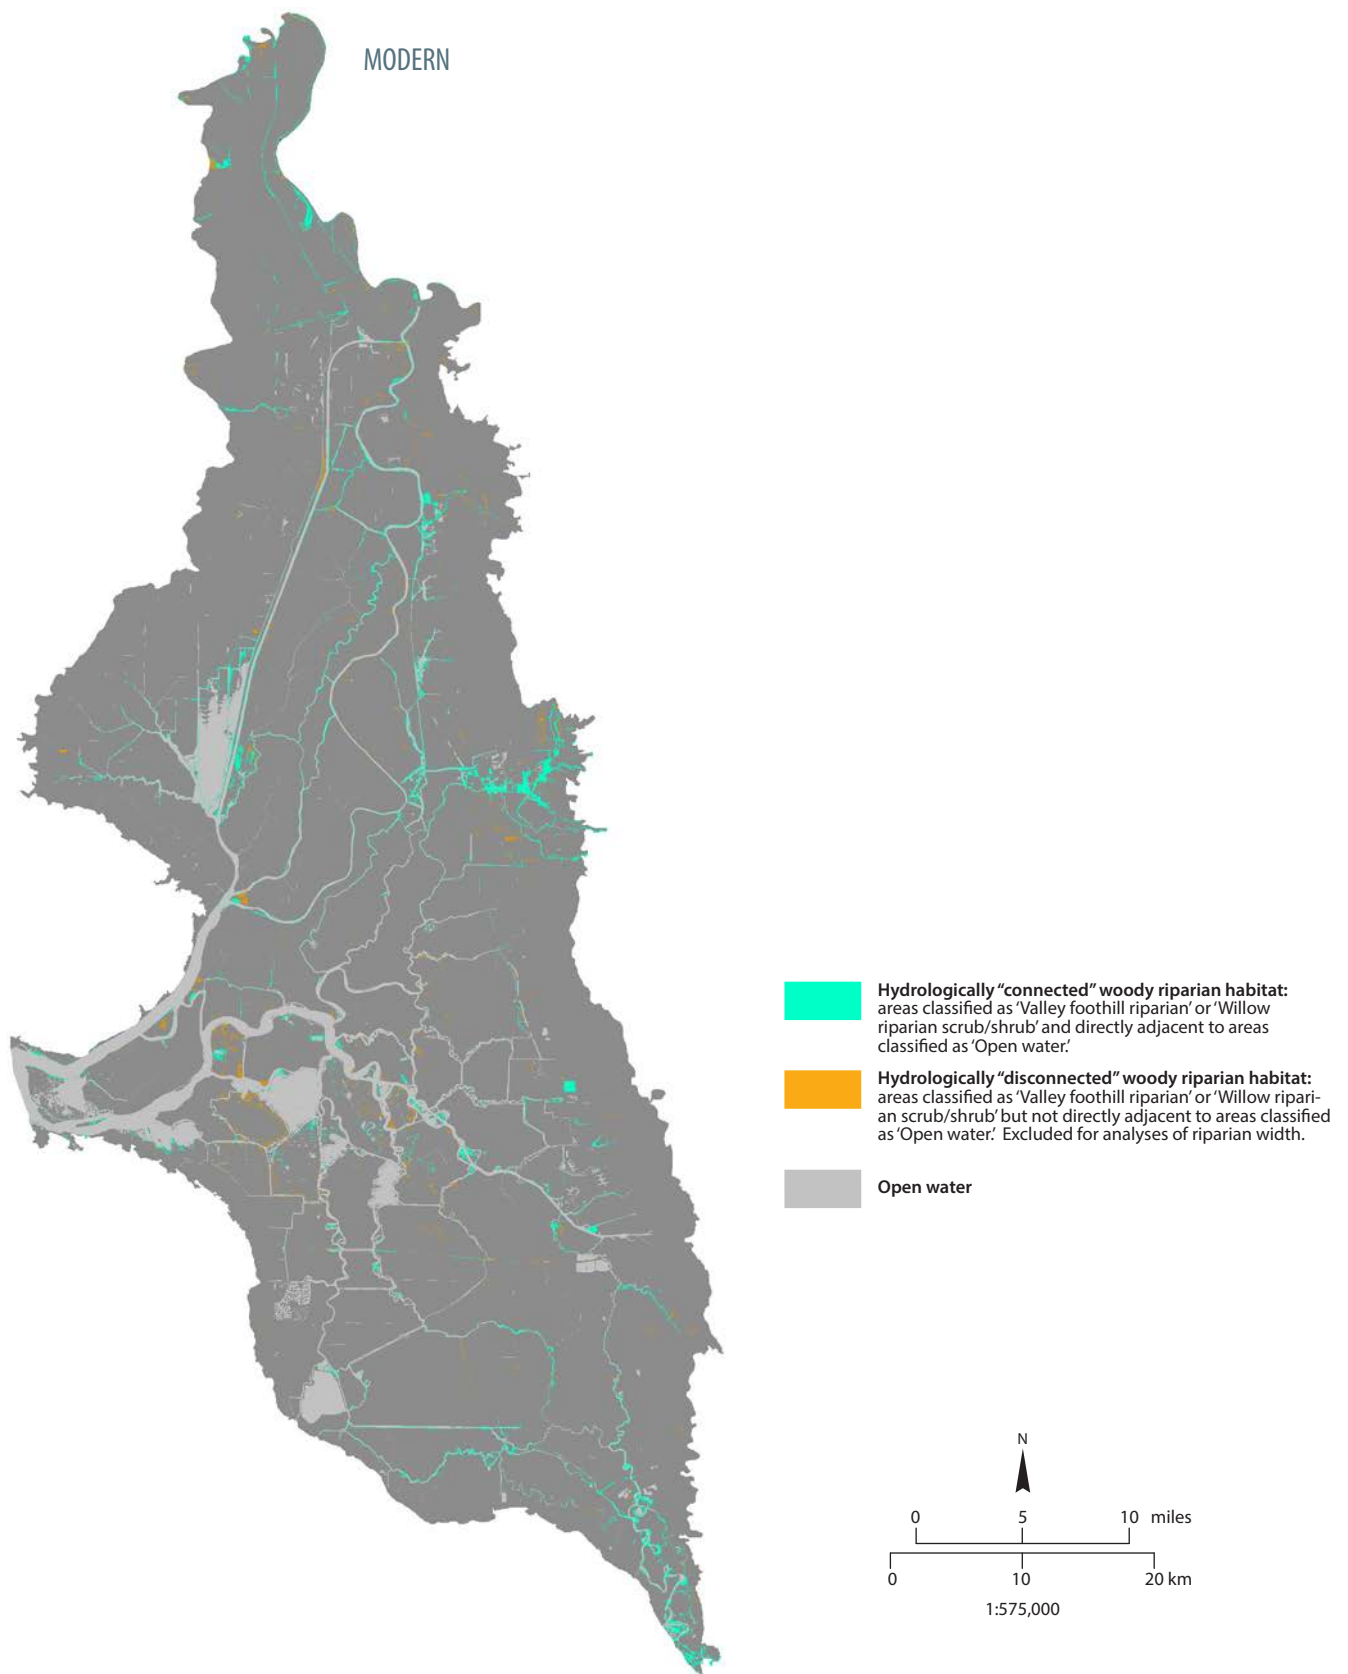 MODERN
Hydrologically “connected” woody riparian habitat:
areas classified as ‘Valley foothill riparian’ or ‘Willow
riparian scrub/shrub’ and directly adjacent to areas
classified as ‘Open water.’
Hydrologically “disconnected” woody riparian habitat:
areas classified as ‘Valley foothill riparian’ or ‘Willow ripari-
an scrub/shrub’ but not directly adjacent to areas classified
as ‘Open water.’ Excluded for analyses of riparian width.
Open water
N
0 5 10 miles
0 10 20 km
1:575,000